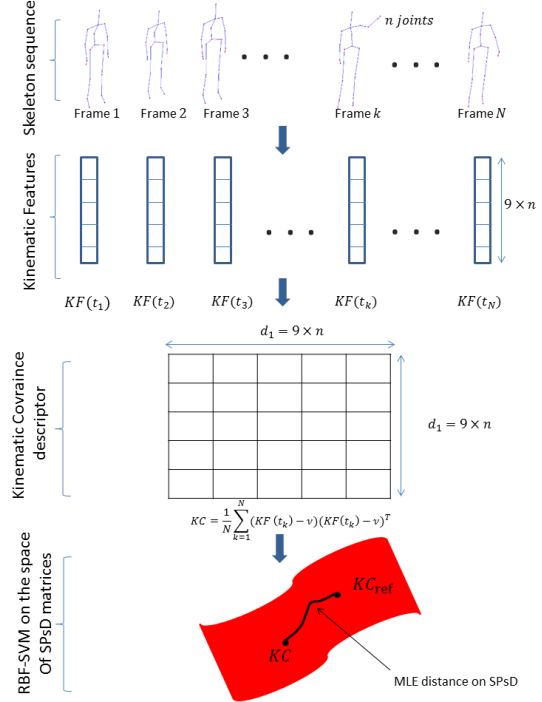 Skeleton sequence
n joints
Frame 1
Frame 2
Frame 3
Frame k
Frame N
Kinematic Features
9 × n
KF(t₁)
KF(t₂)
KF(t₃)
KF(tₖ)
KF(t_N)
d₁ = 9 × n
Kinematic Covraince
descriptor
d₁ = 9 × n
KC = 1/N ∑_{k=1}^{N} (KF(tₖ) − ν)(KF(tₖ) − ν)^T
RBF-SVM on the space
Of SPsD matrices
KC_ref
KC
MLE distance on SPsD